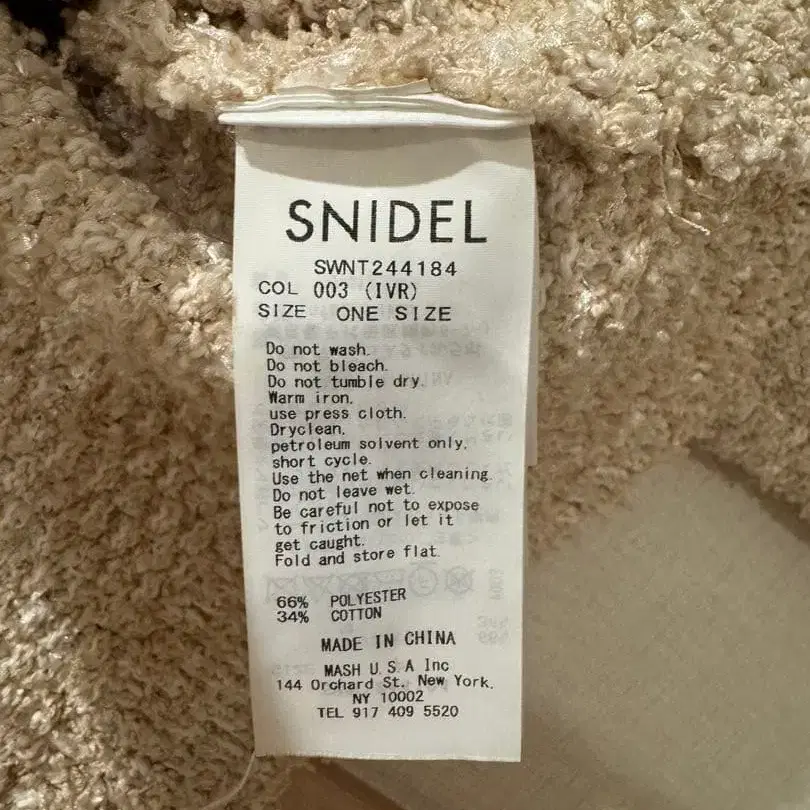 SNIDEL
SWNT244184
COL 003 (IVR)
SIZE ONE SIZE
Do not wash.
Do not bleach.
Do not tumble dry.
Warm iron,
use press cloth.
Dryclean,
petroleum solvent only,
short cycle.
Use the net when cleaning.
Do not leave wet.
Be careful not to expose
to friction or let it
get caught.
Fold and store flat.
66% POLYESTER
34% COTTON
MADE IN CHINA
MASH U.S.A Inc
144 Orchard St, New York,
NY 10002
TEL 917 409 5520